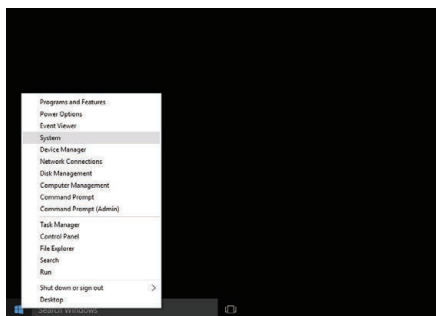 Programs and Features
Power Options
Event Viewer
System
Device Manager
Network Connections
Disk Management
Computer Management
Command Prompt
Command Prompt (Admin)
Task Manager
Control Panel
File Explorer
Search
Run
Shut down or sign out
Desktop
Search Windows